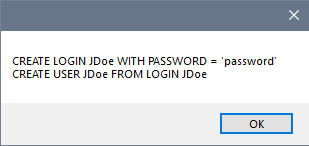 CREATE LOGIN JDoe WITH PASSWORD = 'password'
CREATE USER JDoe FROM LOGIN JDoe
OK